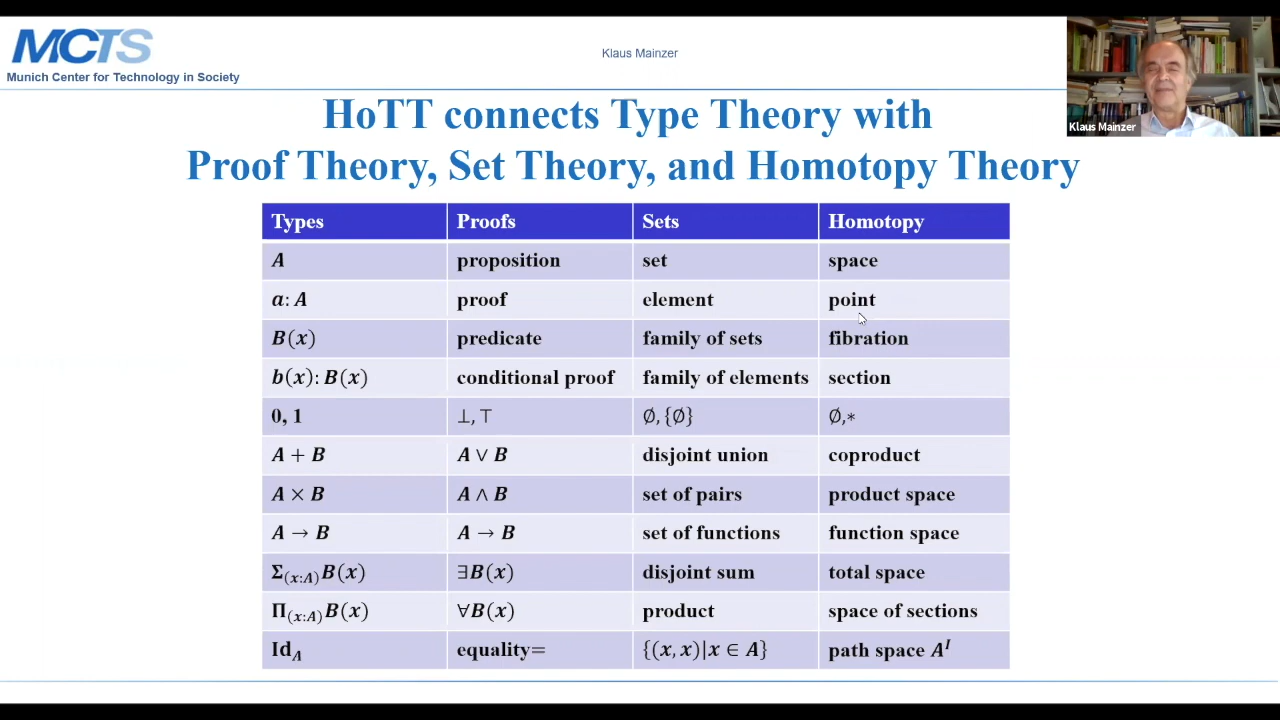 MCTS
Munich Center for Technology in Society
Klaus Mainzer
Klaus Mainzer
HoTT connects Type Theory with
Proof Theory, Set Theory, and Homotopy Theory
Types Proofs Sets Homotopy
A proposition set space
a: A proof element point
B(x) predicate family of sets fibration
b(x): B(x) conditional proof family of elements section
0, 1 ⊥, ⊤ ∅, {∅} ∅,∗
A + B A ∨ B disjoint union coproduct
A × B A ∧ B set of pairs product space
A → B A → B set of functions function space
Σ(x:A)B(x) ∃B(x) disjoint sum total space
Π(x:A)B(x) ∀B(x) product space of sections
Id_A equality= {(x, x)|x ∈ A} path space A^I